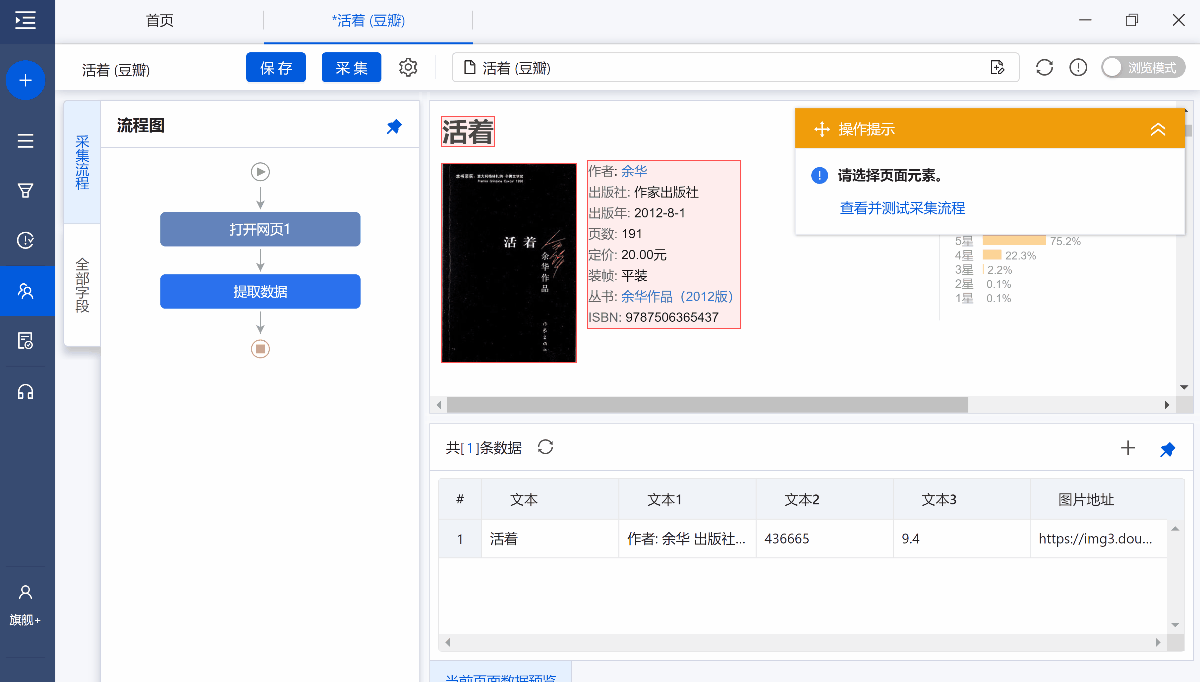 首页
*活着 (豆瓣)
活着 (豆瓣)
保 存
采 集
活着 (豆瓣)
浏览模式
采集流程
全部字段
流程图
打开网页1
提取数据
旗舰+
活着
活 着
余华作品
作者: 余华
出版社: 作家出版社
出版年: 2012-8-1
页数: 191
定价: 20.00元
装帧: 平装
丛书: 余华作品（2012版）
ISBN: 9787506365437
操作提示
请选择页面元素。
查看并测试采集流程
5星 75.2%
4星 22.3%
3星 2.2%
2星 0.1%
1星 0.1%
共[1]条数据
# 文本 文本1 文本2 文本3 图片地址
1 活着 作者: 余华 出版社... 436665 9.4 https://img3.dou...
当前页面数据预览